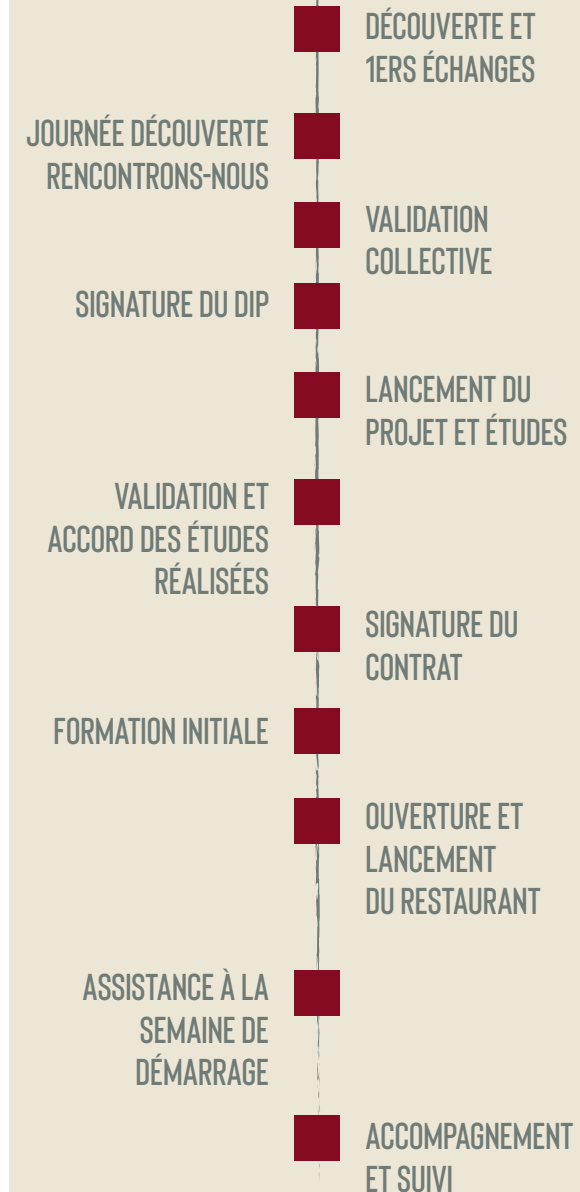 DÉCOUVERTE ET
1ERS ÉCHANGES
JOURNÉE DÉCOUVERTE
RENCONTRONS-NOUS
VALIDATION
COLLECTIVE
SIGNATURE DU DIP
LANCEMENT DU
PROJET ET ÉTUDES
VALIDATION ET
ACCORD DES ÉTUDES
RÉALISÉES
SIGNATURE DU
CONTRAT
FORMATION INITIALE
OUVERTURE ET
LANCEMENT
DU RESTAURANT
ASSISTANCE À LA
SEMAINE DE
DÉMARRAGE
ACCOMPAGNEMENT
ET SUIVI